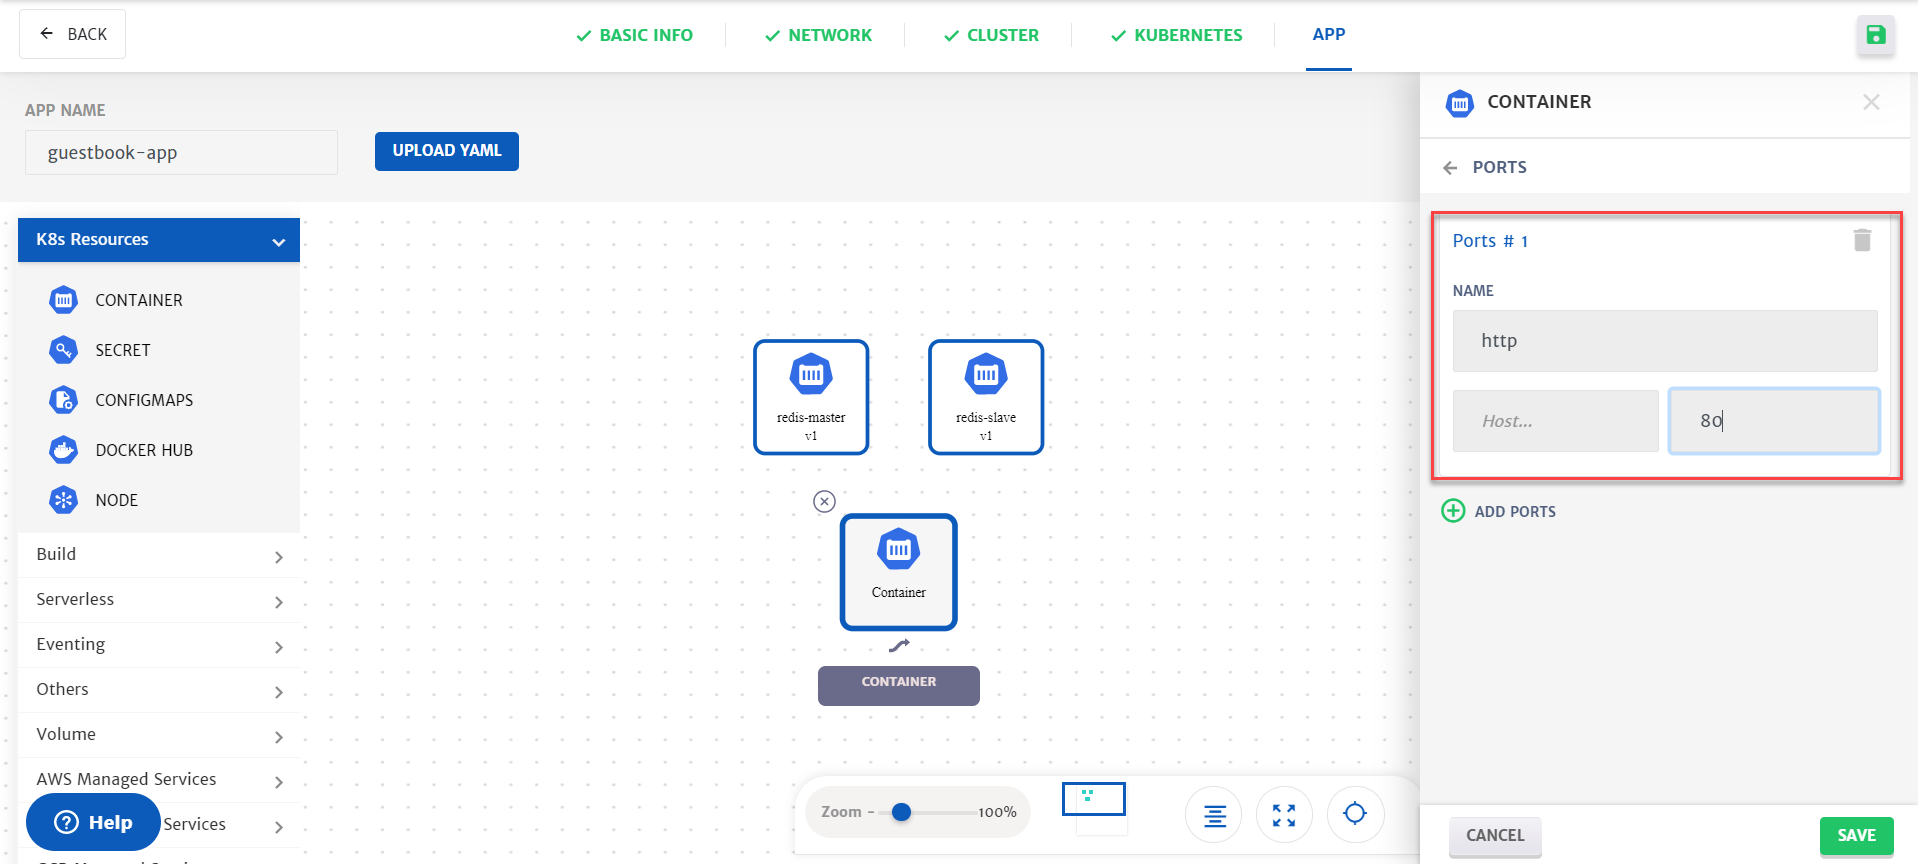 BACK
BASIC INFO
NETWORK
CLUSTER
KUBERNETES
APP
APP NAME
guestbook-app
UPLOAD YAML
K8s Resources
CONTAINER
SECRET
CONFIGMAPS
DOCKER HUB
NODE
Build
Serverless
Eventing
Others
Volume
AWS Managed Services
Services
Help
redis-master
v1
redis-slave
v1
Container
CONTAINER
Zoom - 100%
CONTAINER
PORTS
Ports # 1
NAME
http
Host...
80
ADD PORTS
CANCEL
SAVE